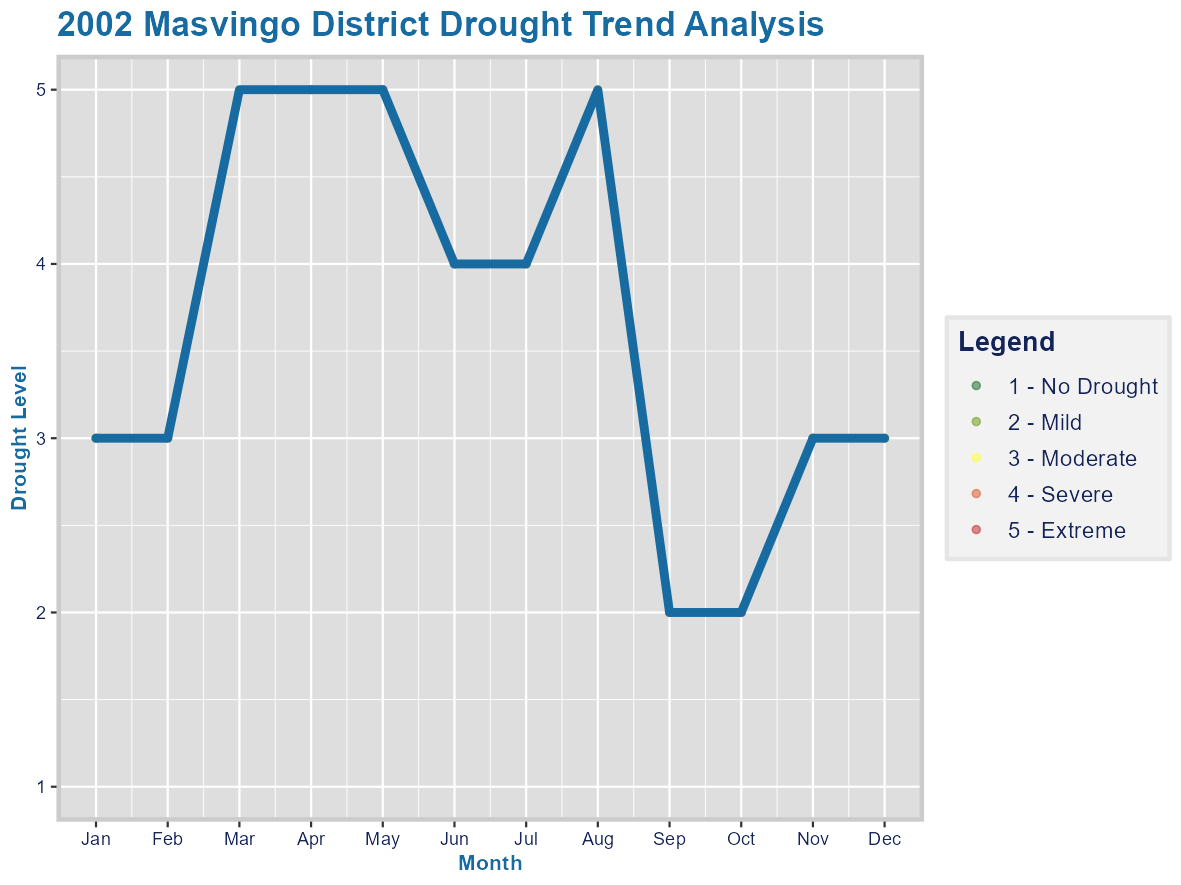 2002 Masvingo District Drought Trend Analysis
Drought Level
5
4
3
2
1
Jan Feb Mar Apr May Jun Jul Aug Sep Oct Nov Dec
Month
Legend
1 - No Drought
2 - Mild
3 - Moderate
4 - Severe
5 - Extreme